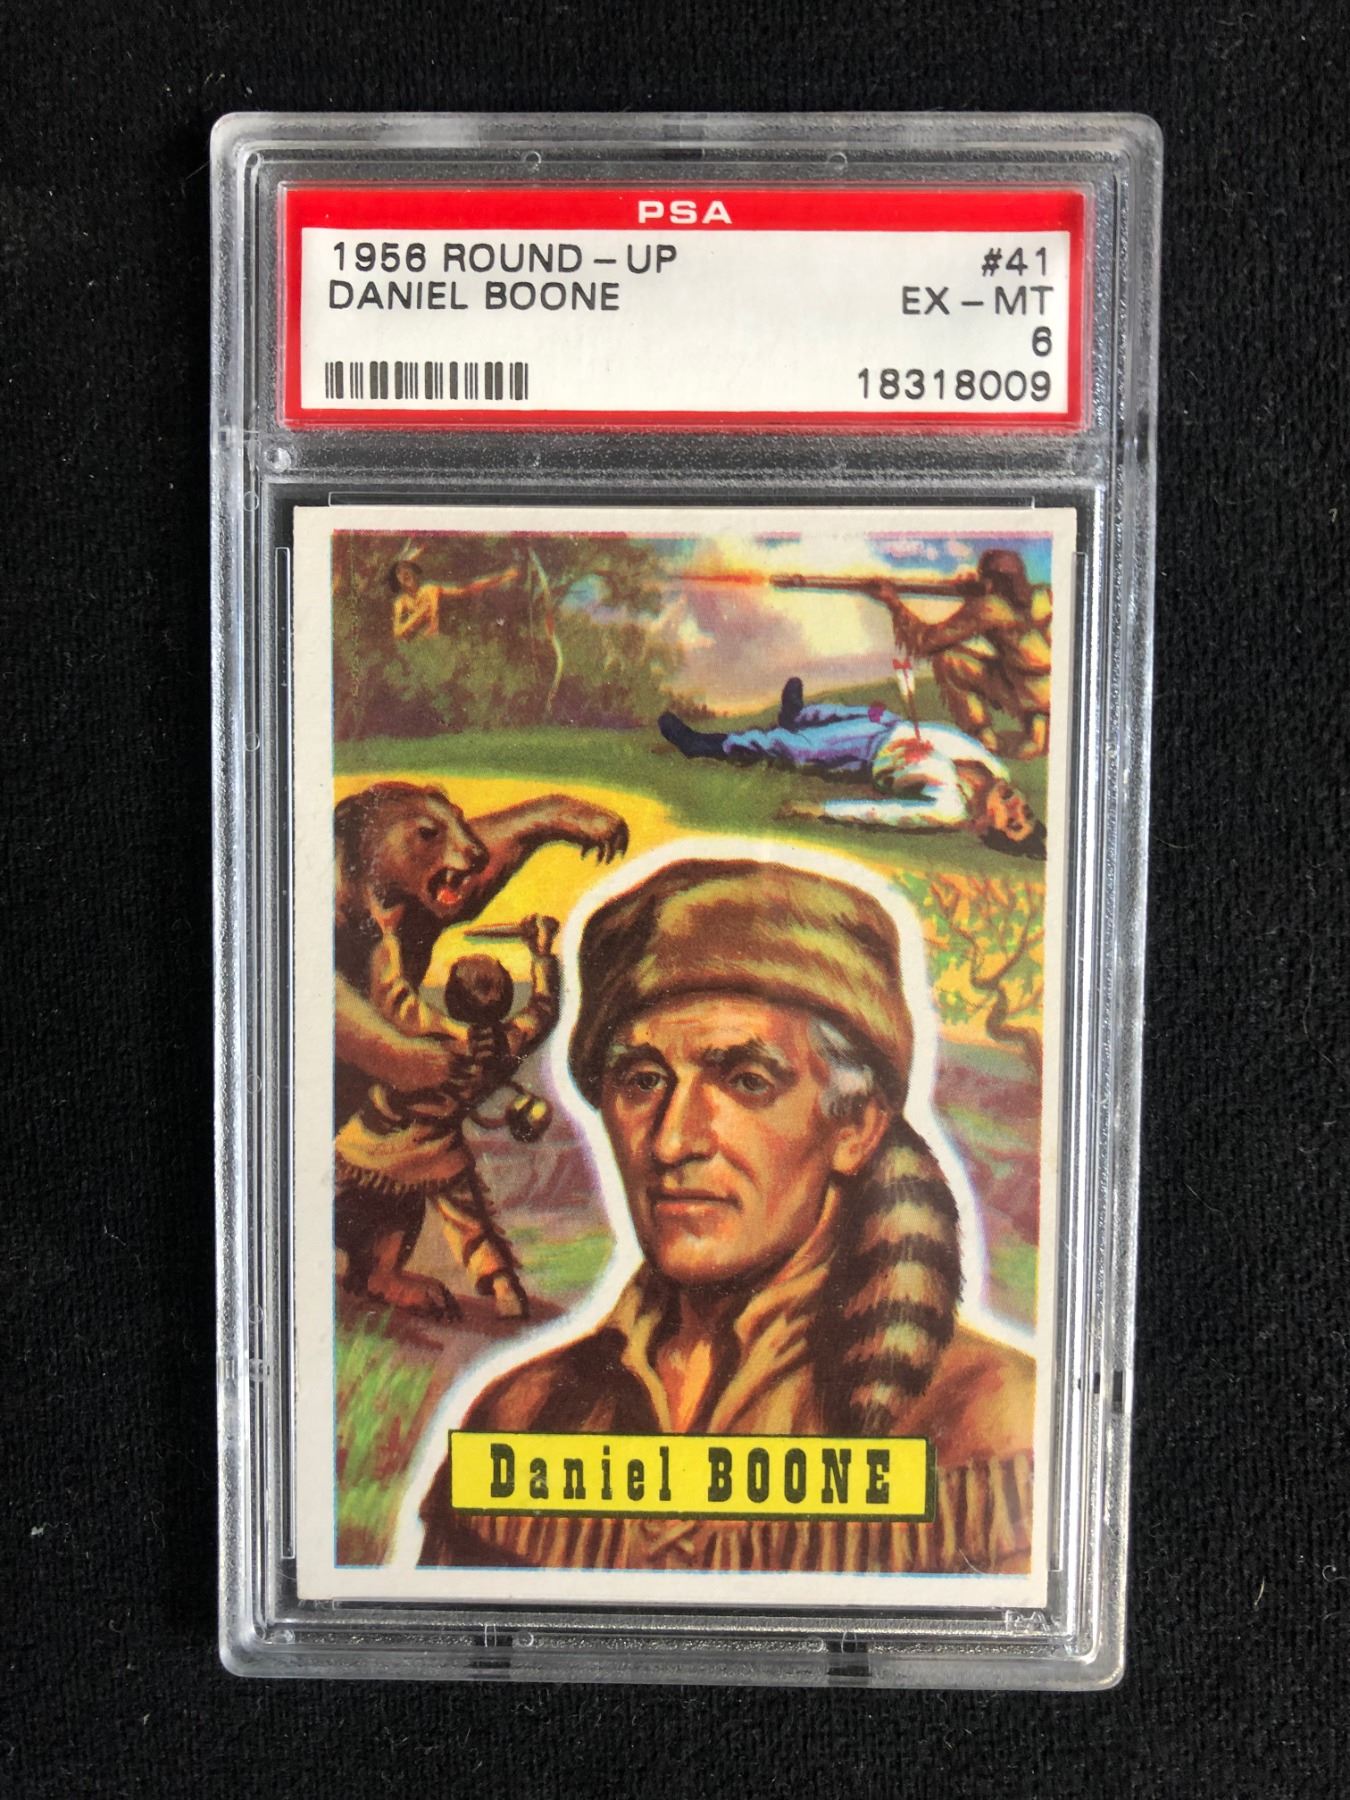 PSA
1956 ROUND-UP #41
DANIEL BOONE EX-MT
6
18318009
Daniel BOONE